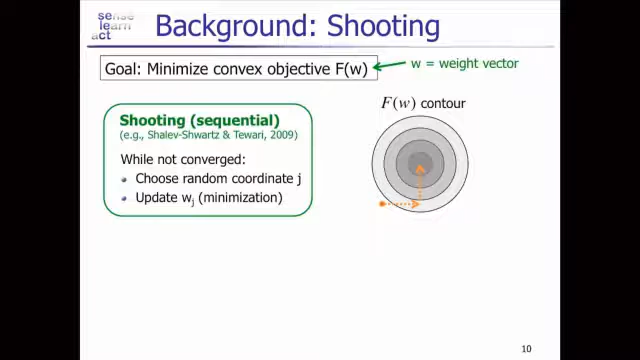 sense
learn
act
Background: Shooting
Goal: Minimize convex objective F(w)
w = weight vector
Shooting (sequential)
(e.g., Shalev-Shwartz & Tewari, 2009)
While not converged:
Choose random coordinate j
Update wj (minimization)
F(w) contour
10